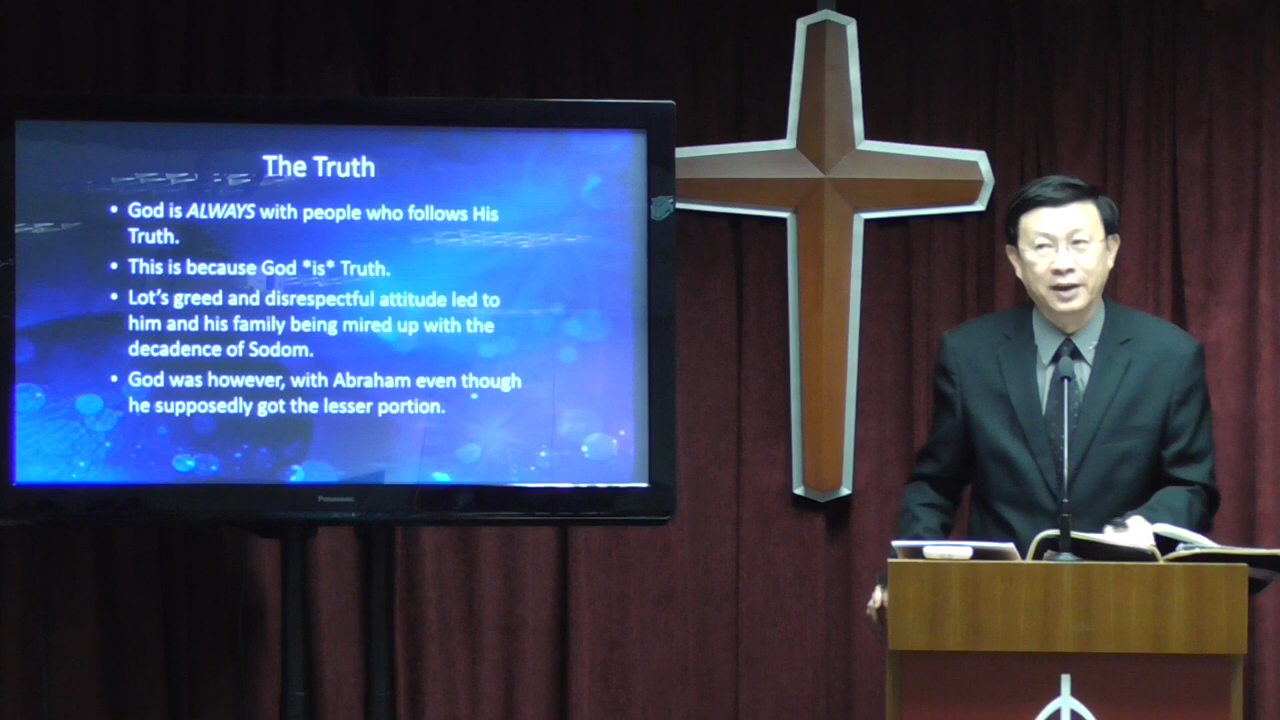 The Truth
• God is ALWAYS with people who follows His
Truth.
• This is because God *is* Truth.
• Lot's greed and disrespectful attitude led to
him and his family being mired up with the
decadence of Sodom.
• God was however, with Abraham even though
he supposedly got the lesser portion.
Panasonic